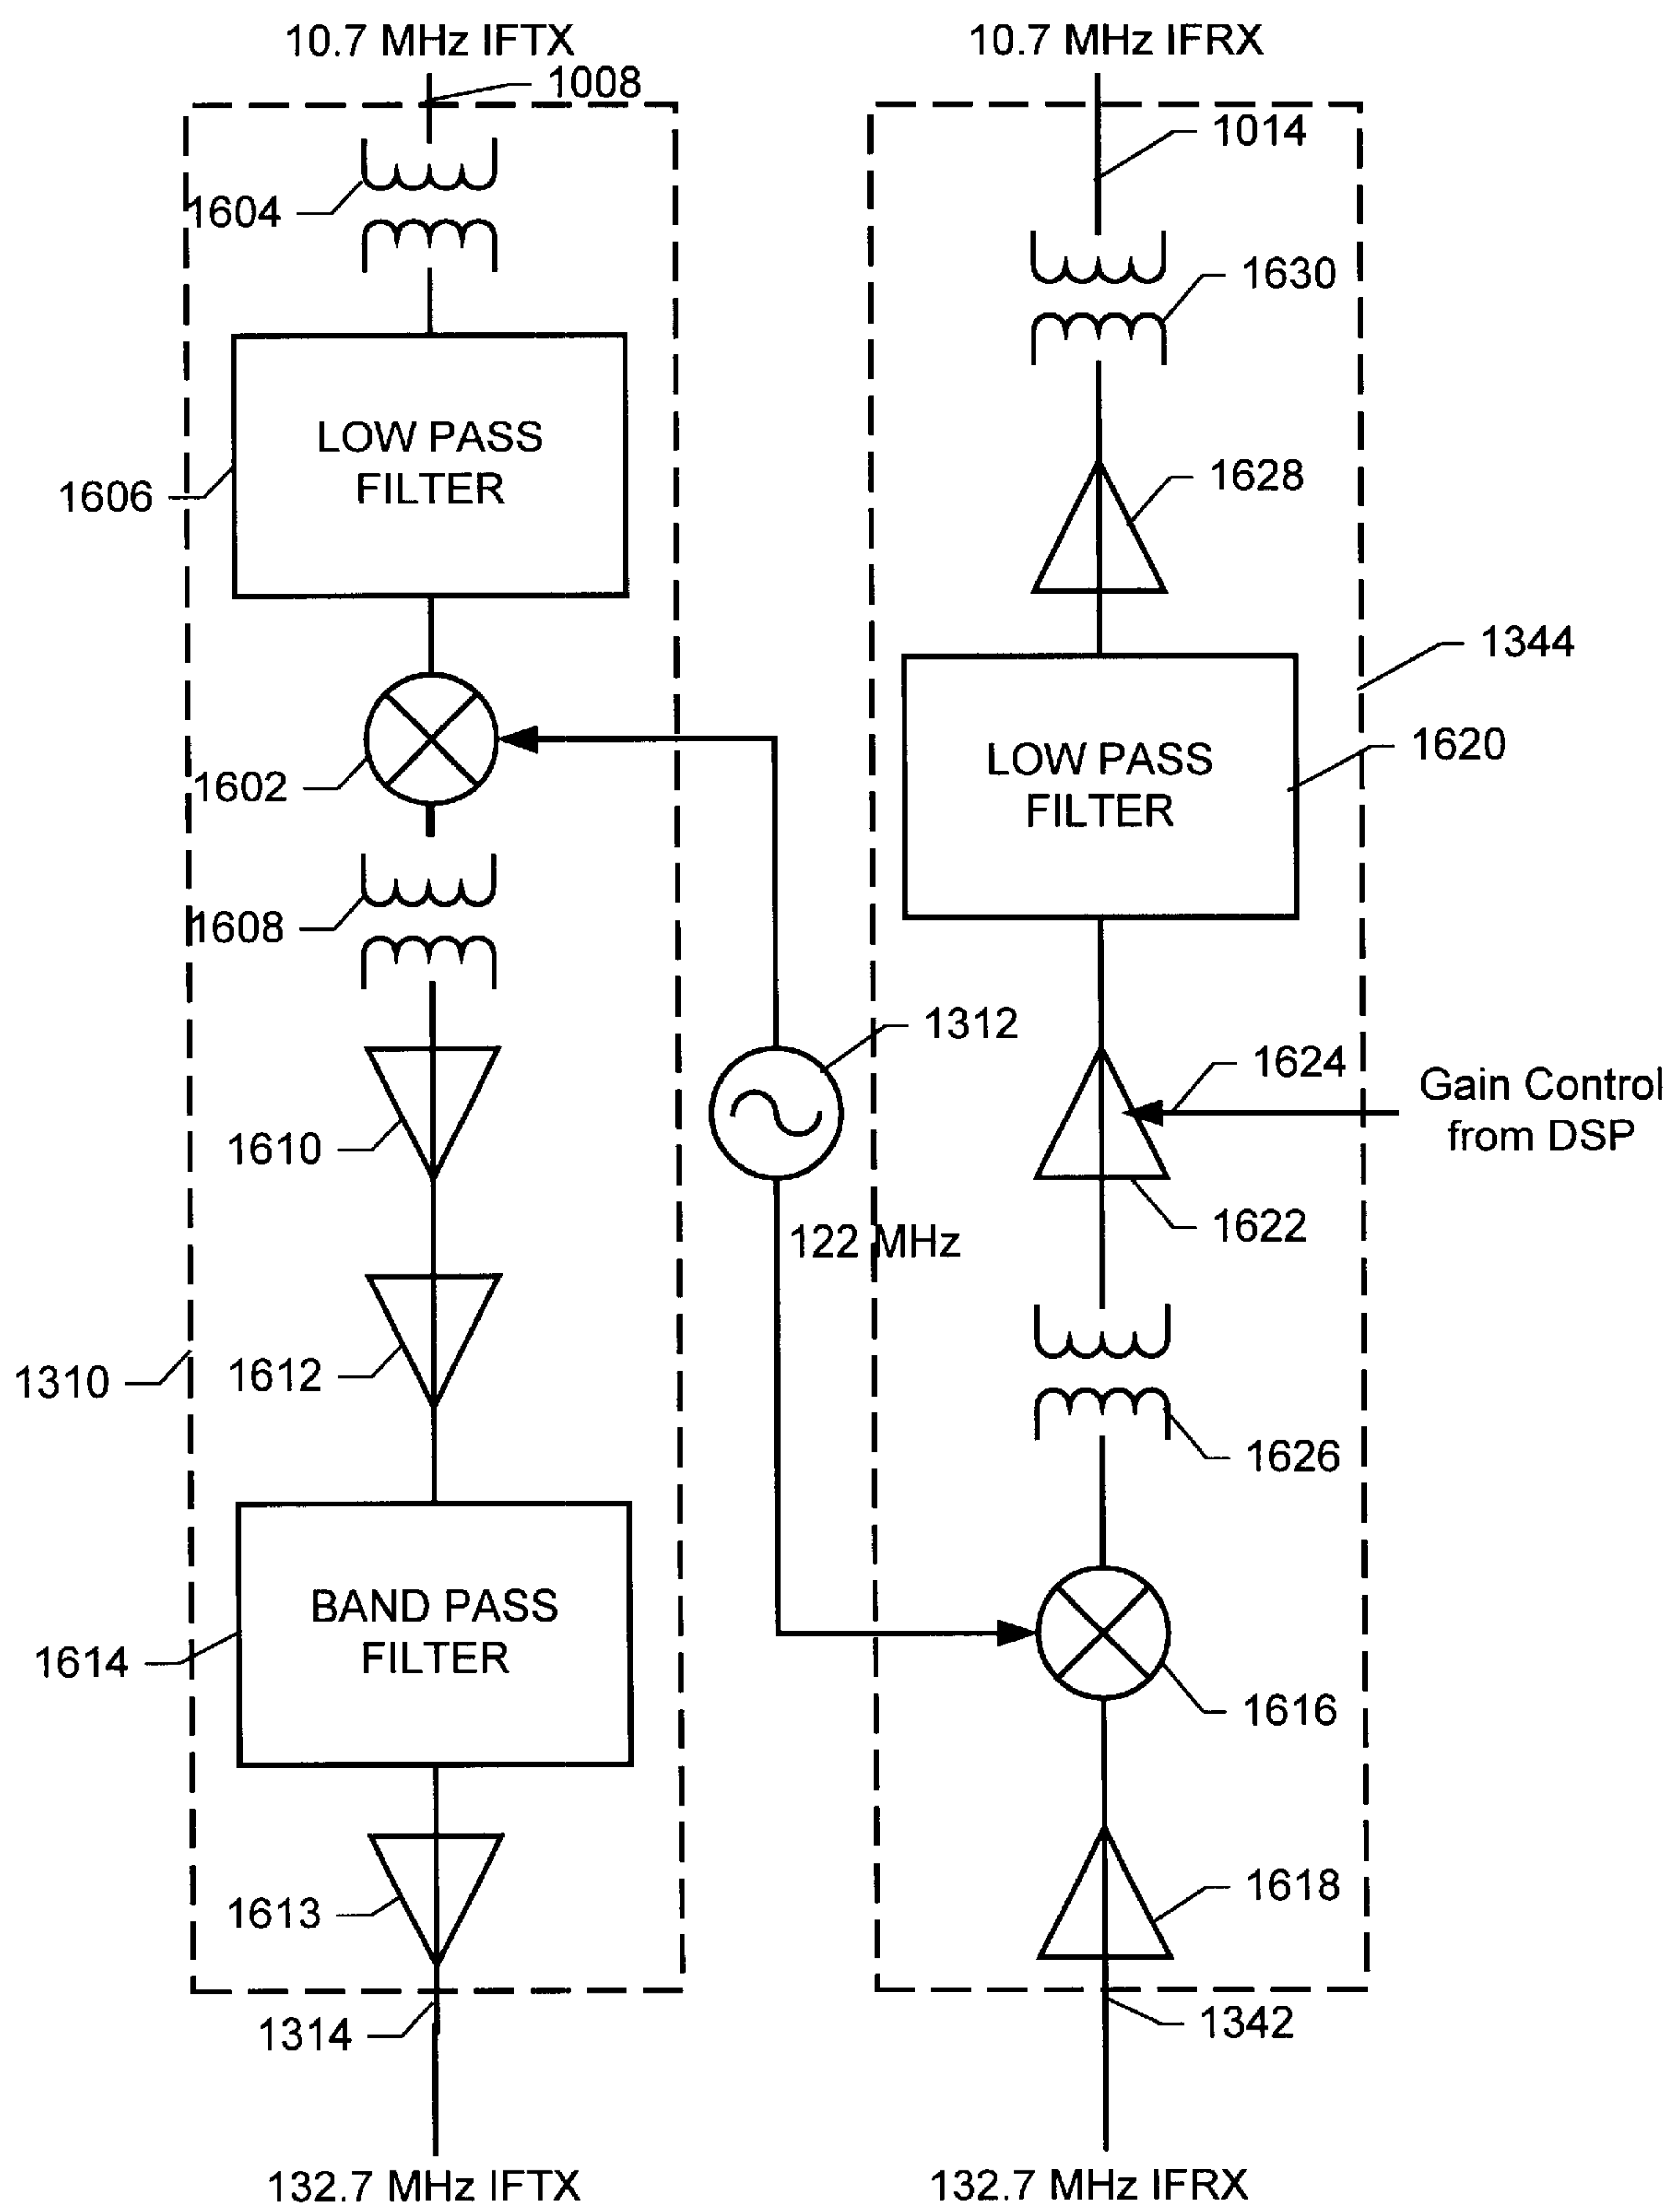 10.7 MHz IFTX
10.7 MHz IFRX
1008
1014
1604
1630
LOW PASS
FILTER
1606
1628
1344
LOW PASS
FILTER
1620
1602
1608
1312
1624
Gain Control
from DSP
1610
1622
122 MHz
1310
1612
1626
BAND PASS
FILTER
1614
1616
1613
1618
1314
1342
132.7 MHz IFTX
132.7 MHz IFRX